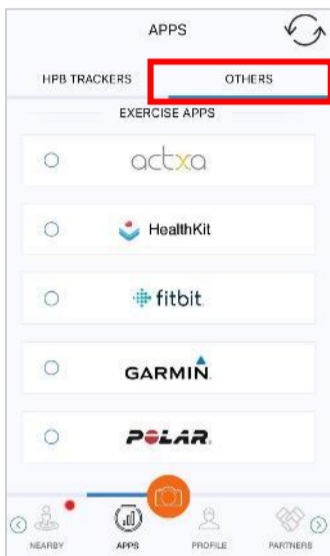 APPS
HPB TRACKERS OTHERS
EXERCISE APPS
actxa
HealthKit
fitbit
GARMIN
POLAR
NEARBY APPS PROFILE PARTNERS